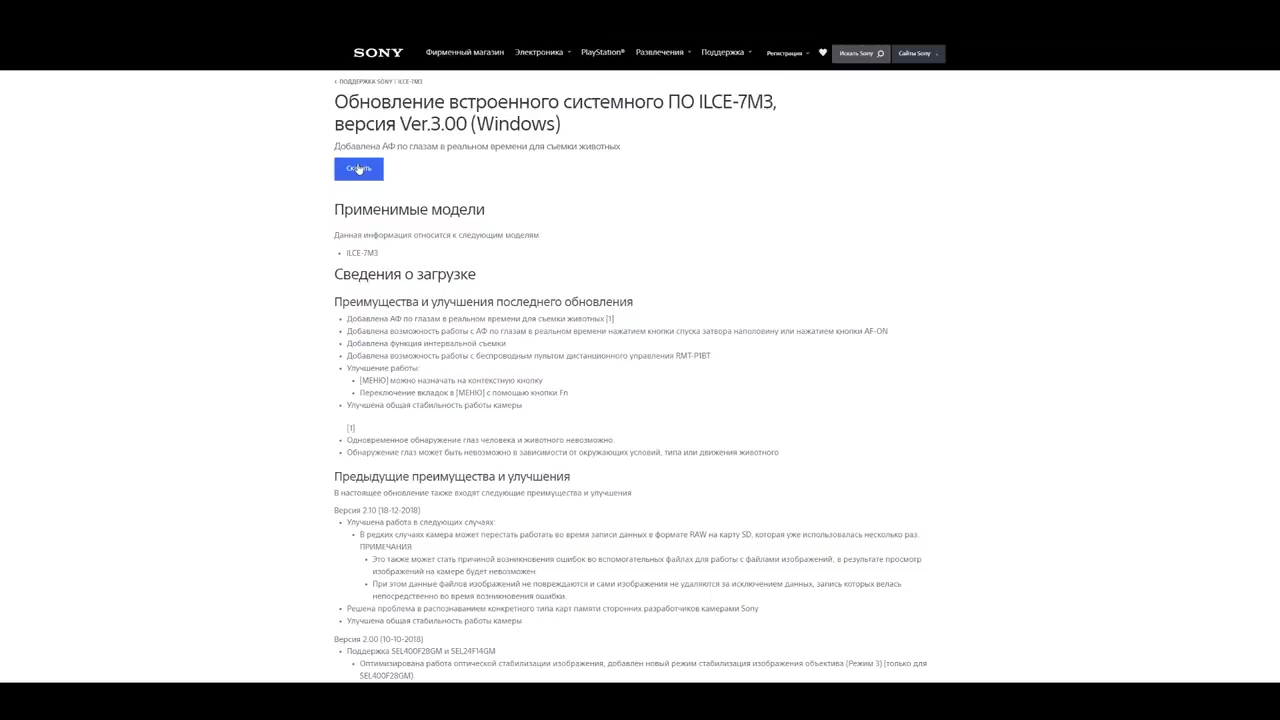 SONY
Фирменный магазин Электроника PlayStation® Развлечения Поддержка Регистрация Искать Sony Сайты Sony
‹ ПОДДЕРЖКА SONY | ILCE-7M3
Обновление встроенного системного ПО ILCE-7M3,
версия Ver.3.00 (Windows)
Добавлена АФ по глазам в реальном времени для съемки животных
Применимые модели
Данная информация относится к следующим моделям
• ILCE-7M3
Сведения о загрузке
Преимущества и улучшения последнего обновления
• Добавлена АФ по глазам в реальном времени для съемки животных [1]
• Добавлена возможность работы с АФ по глазам в реальном времени нажатием кнопки спуска затвора наполовину или нажатием кнопки AF-ON
• Добавлена функция интервальной съемки
• Добавлена возможность работы с беспроводным пультом дистанционного управления RMT-P1BT
• Улучшение работы:
• [МЕНЮ] можно назначать на контекстную кнопку
• Переключение вкладок в [МЕНЮ] с помощью кнопки Fn
• Улучшена общая стабильность работы камеры
[1]
• Одновременное обнаружение глаз человека и животного невозможно.
• Обнаружение глаз может быть невозможно в зависимости от окружающих условий, типа или движения животного
Предыдущие преимущества и улучшения
В настоящее обновление также входят следующие преимущества и улучшения
Версия 2.10 (18-12-2018)
• Улучшена работа в следующих случаях:
• В редких случаях камера может перестать работать во время записи данных в формате RAW на карту SD, которая уже использовалась несколько раз.
ПРИМЕЧАНИЯ
• Это также может стать причиной возникновения ошибок во вспомогательных файлах для работы с файлами изображений, в результате просмотр
изображений на камере будет невозможен
• При этом данные файлов изображений не повреждаются и сами изображения не удаляются за исключением данных, запись которых велась
непосредственно во время возникновения ошибки.
• Решена проблема в распознаванием конкретного типа карт памяти сторонних разработчиков камерами Sony
• Улучшена общая стабильность работы камеры
Версия 2.00 (10-10-2018)
• Поддержка SEL400F28GM и SEL24F14GM
• Оптимизирована работа оптической стабилизации изображения, добавлен новый режим стабилизация изображения объектива (Режим 3) (только для
SEL400F28GM)